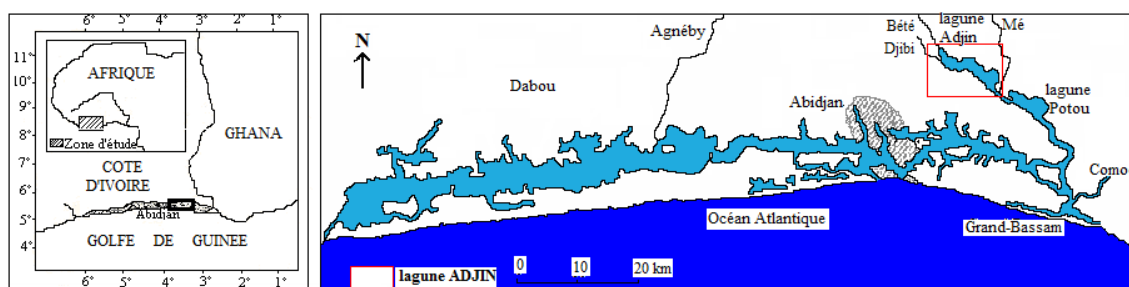 6° 5° 4° 3° 2° 1°
11°
10°
9°
8°
7°
6°
5°
4°
AFRIQUE
Zone d'étude
GHANA
COTE
D'IVOIRE
Abidjan
GOLFE DE GUINEE
6° 5° 4° 3° 2° 1°
N
Agnéby
Dabou
Bété
Djibi
lagune
Adjin
Mé
Abidjan
lagune
Potou
Como
Océan Atlantique
Grand-Bassam
lagune ADJIN
0 10 20 km